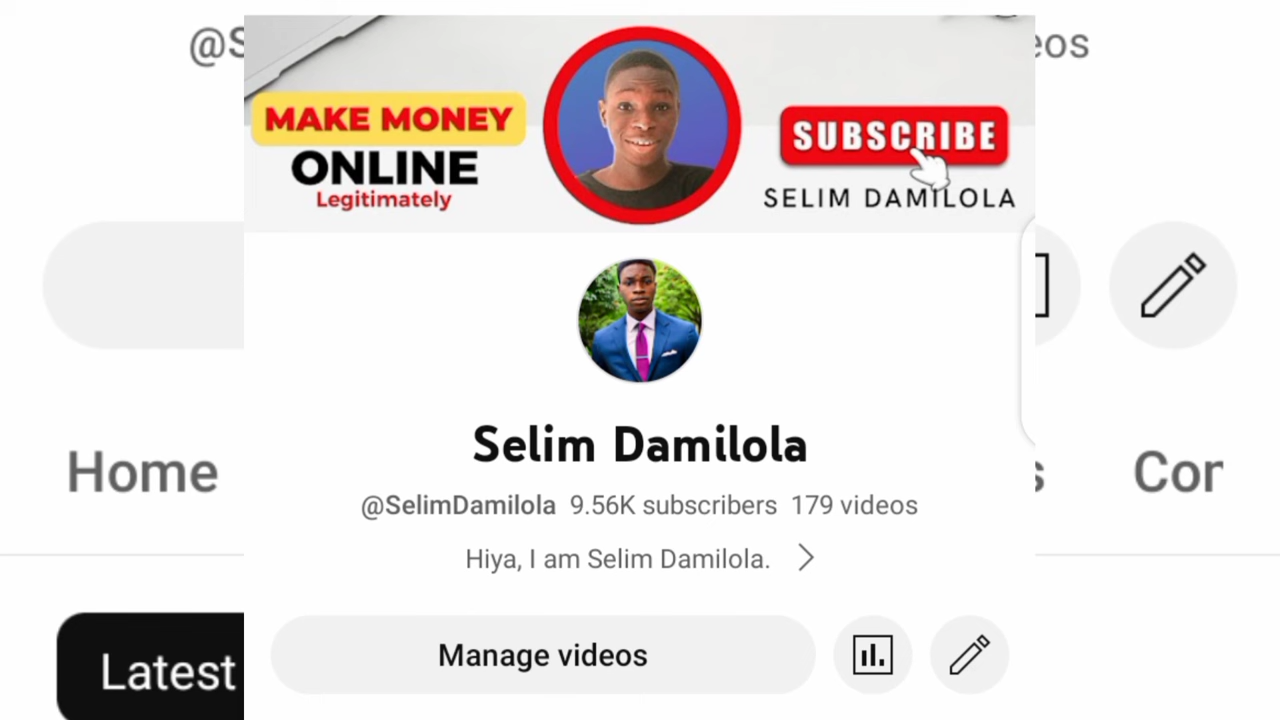 @S
eos
MAKE MONEY
ONLINE
Legitimately
SUBSCRIBE
SELIM DAMILOLA
Selim Damilola
@SelimDamilola 9.56K subscribers 179 videos
Home
s
Cor
Hiya, I am Selim Damilola.
Manage videos
Latest